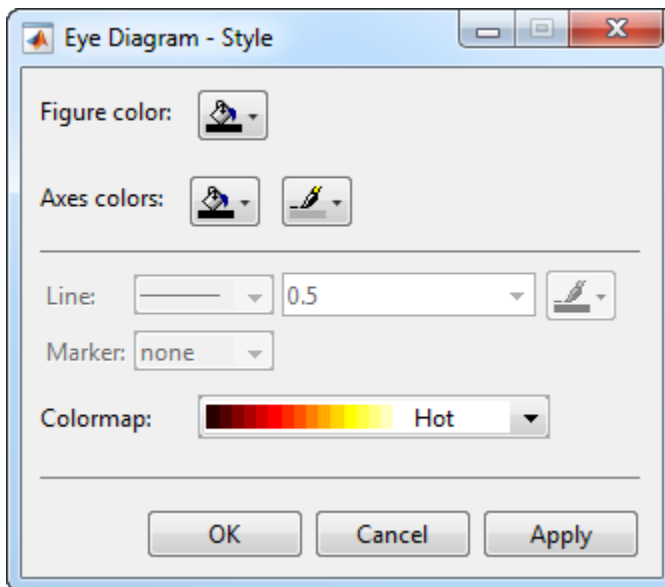 Eye Diagram - Style
Figure color:
Axes colors:
Line: 0.5
Marker: none
Colormap: Hot
OK Cancel Apply